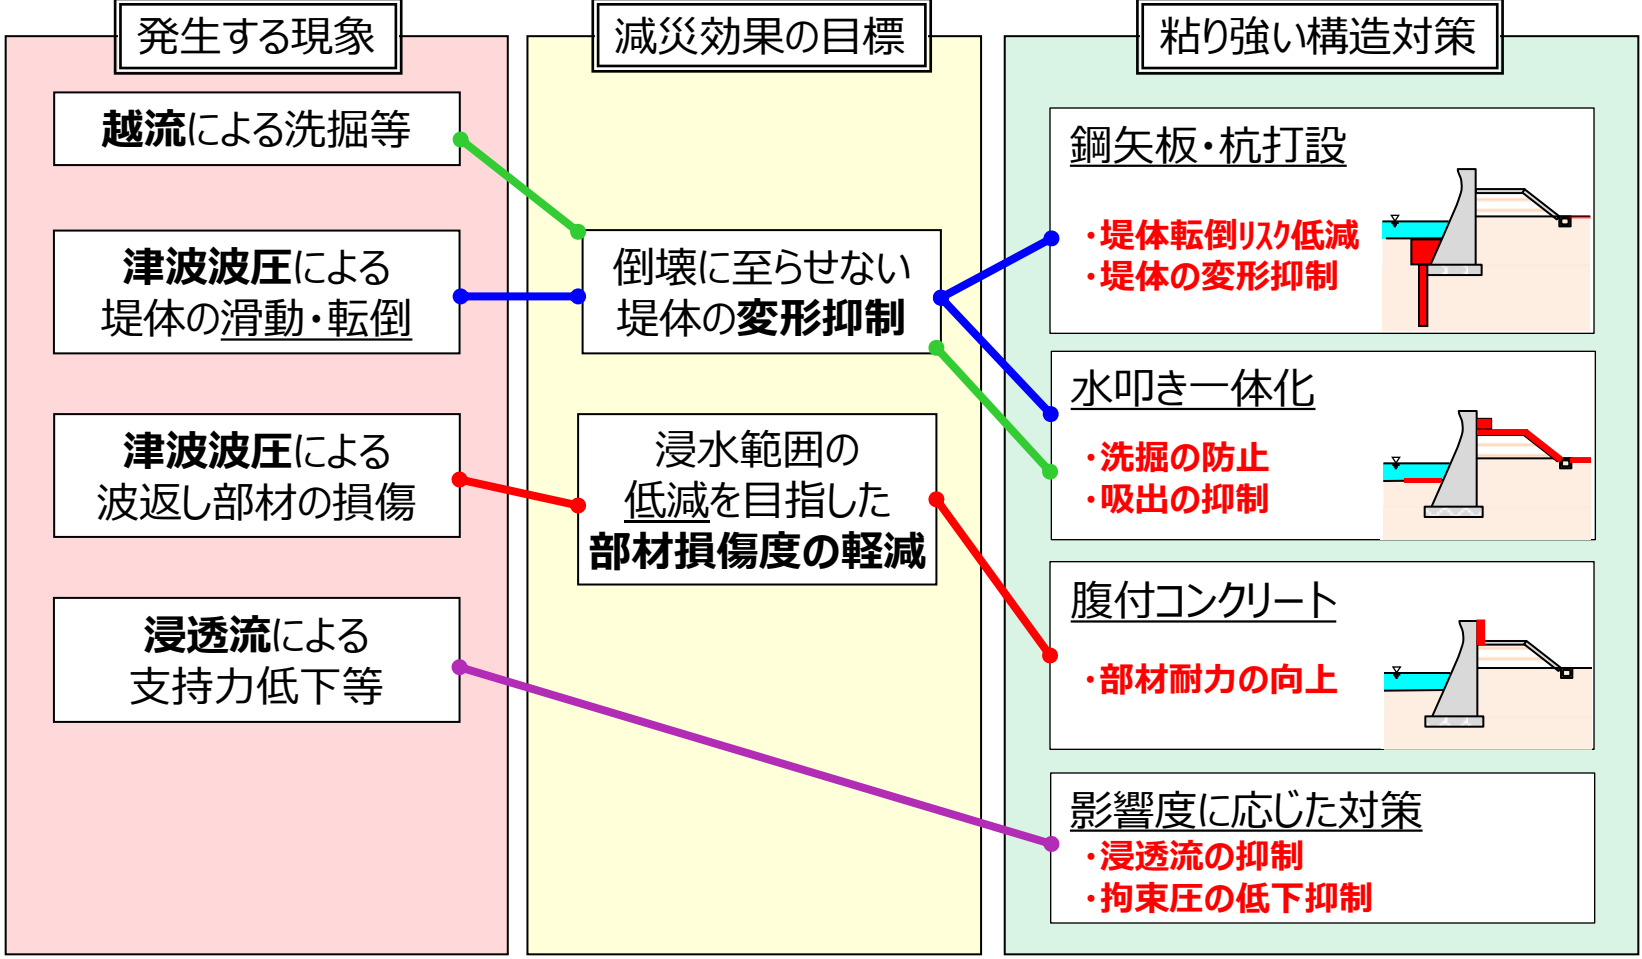 発生する現象
越流による洗掘等
津波波圧による
堤体の滑動・転倒
津波波圧による
波返し部材の損傷
浸透流による
支持力低下等
減災効果の目標
倒壊に至らせない
堤体の変形抑制
浸水範囲の
低減を目指した
部材損傷度の軽減
粘り強い構造対策
鋼矢板・杭打設
・堤体転倒リスク低減
・堤体の変形抑制
水叩き一体化
・洗掘の防止
・吸出の抑制
腹付コンクリート
・部材耐力の向上
影響度に応じた対策
・浸透流の抑制
・拘束圧の低下抑制